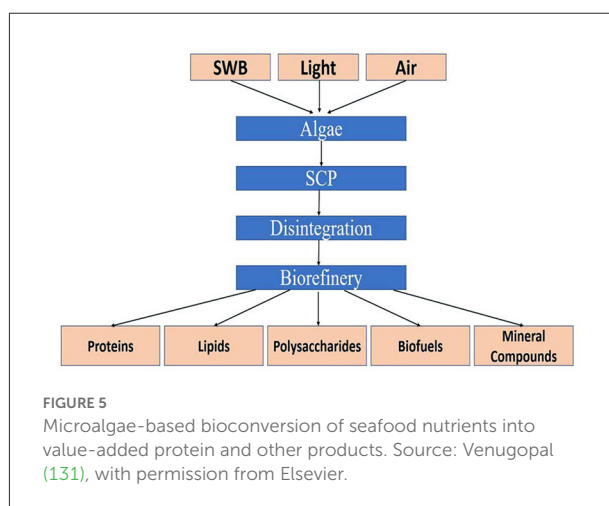 SWB Light Air
Algae
SCP
Disintegration
Biorefinery
Proteins Lipids Polysaccharides Biofuels Mineral
Compounds
FIGURE 5
Microalgae-based bioconversion of seafood nutrients into
value-added protein and other products. Source: Venugopal
(131), with permission from Elsevier.